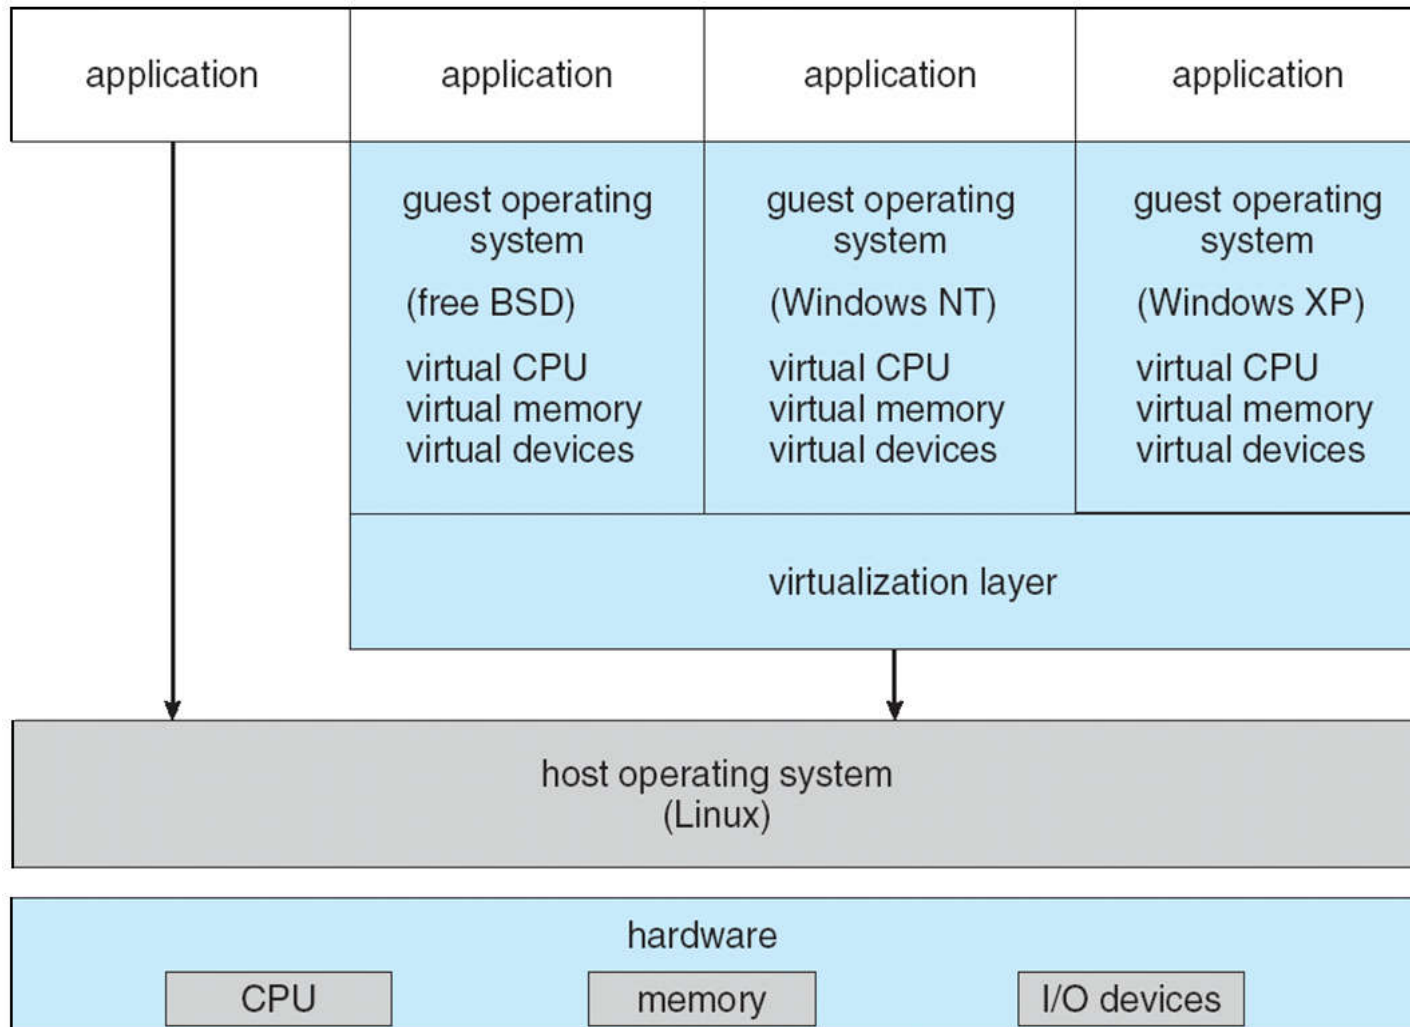 application
application
application
application
guest operating
system
(free BSD)
virtual CPU
virtual memory
virtual devices
guest operating
system
(Windows NT)
virtual CPU
virtual memory
virtual devices
guest operating
system
(Windows XP)
virtual CPU
virtual memory
virtual devices
virtualization layer
host operating system
(Linux)
hardware
CPU
memory
I/O devices